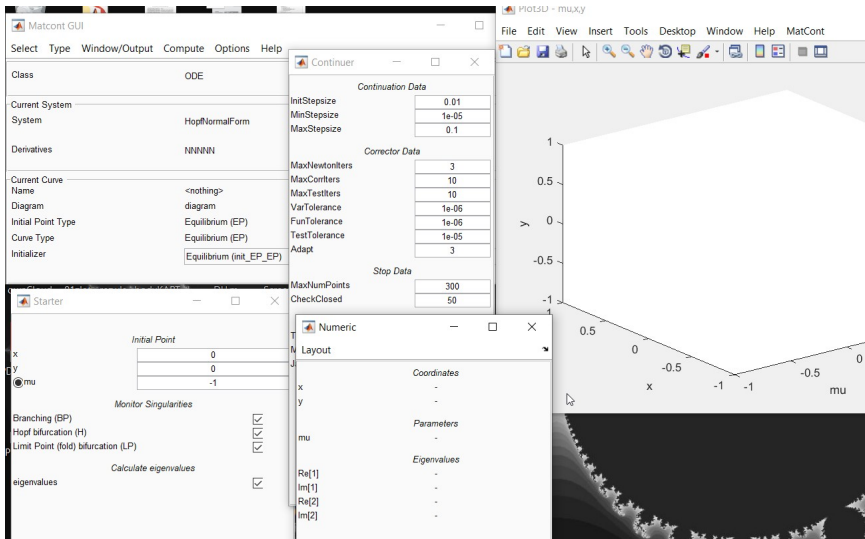 Matcont GUI
Select Type Window/Output Compute Options Help
Class ODE
Current System
System HopfNormalForm
Derivatives NNNNN
Current Curve
Name <nothing>
Diagram diagram
Initial Point Type Equilibrium (EP)
Curve Type Equilibrium (EP)
Initializer Equilibrium (init_EP_EP)
Continuer
Continuation Data
InitStepsize 0.01
MinStepsize 1e-05
MaxStepsize 0.1
Corrector Data
MaxNewtonIters 3
MaxCorrIters 10
MaxTestIters 10
VarTolerance 1e-06
FunTolerance 1e-06
TestTolerance 1e-05
Adapt 3
Stop Data
MaxNumPoints 300
CheckClosed 50
Plot3D - mu,x,y
File Edit View Insert Tools Desktop Window Help MatCont
1
0.5
y 0
-0.5
-1
1
0.5
0
-0.5
-1
x
-1
-0.5
0
mu
Starter
Initial Point
x 0
y 0
mu -1
Monitor Singularities
Branching (BP)
Hopf bifurcation (H)
Limit Point (fold) bifurcation (LP)
Calculate eigenvalues
eigenvalues
Numeric
Layout
Coordinates
x -
y -
Parameters
mu -
Eigenvalues
Re[1] -
Im[1] -
Re[2] -
Im[2] -